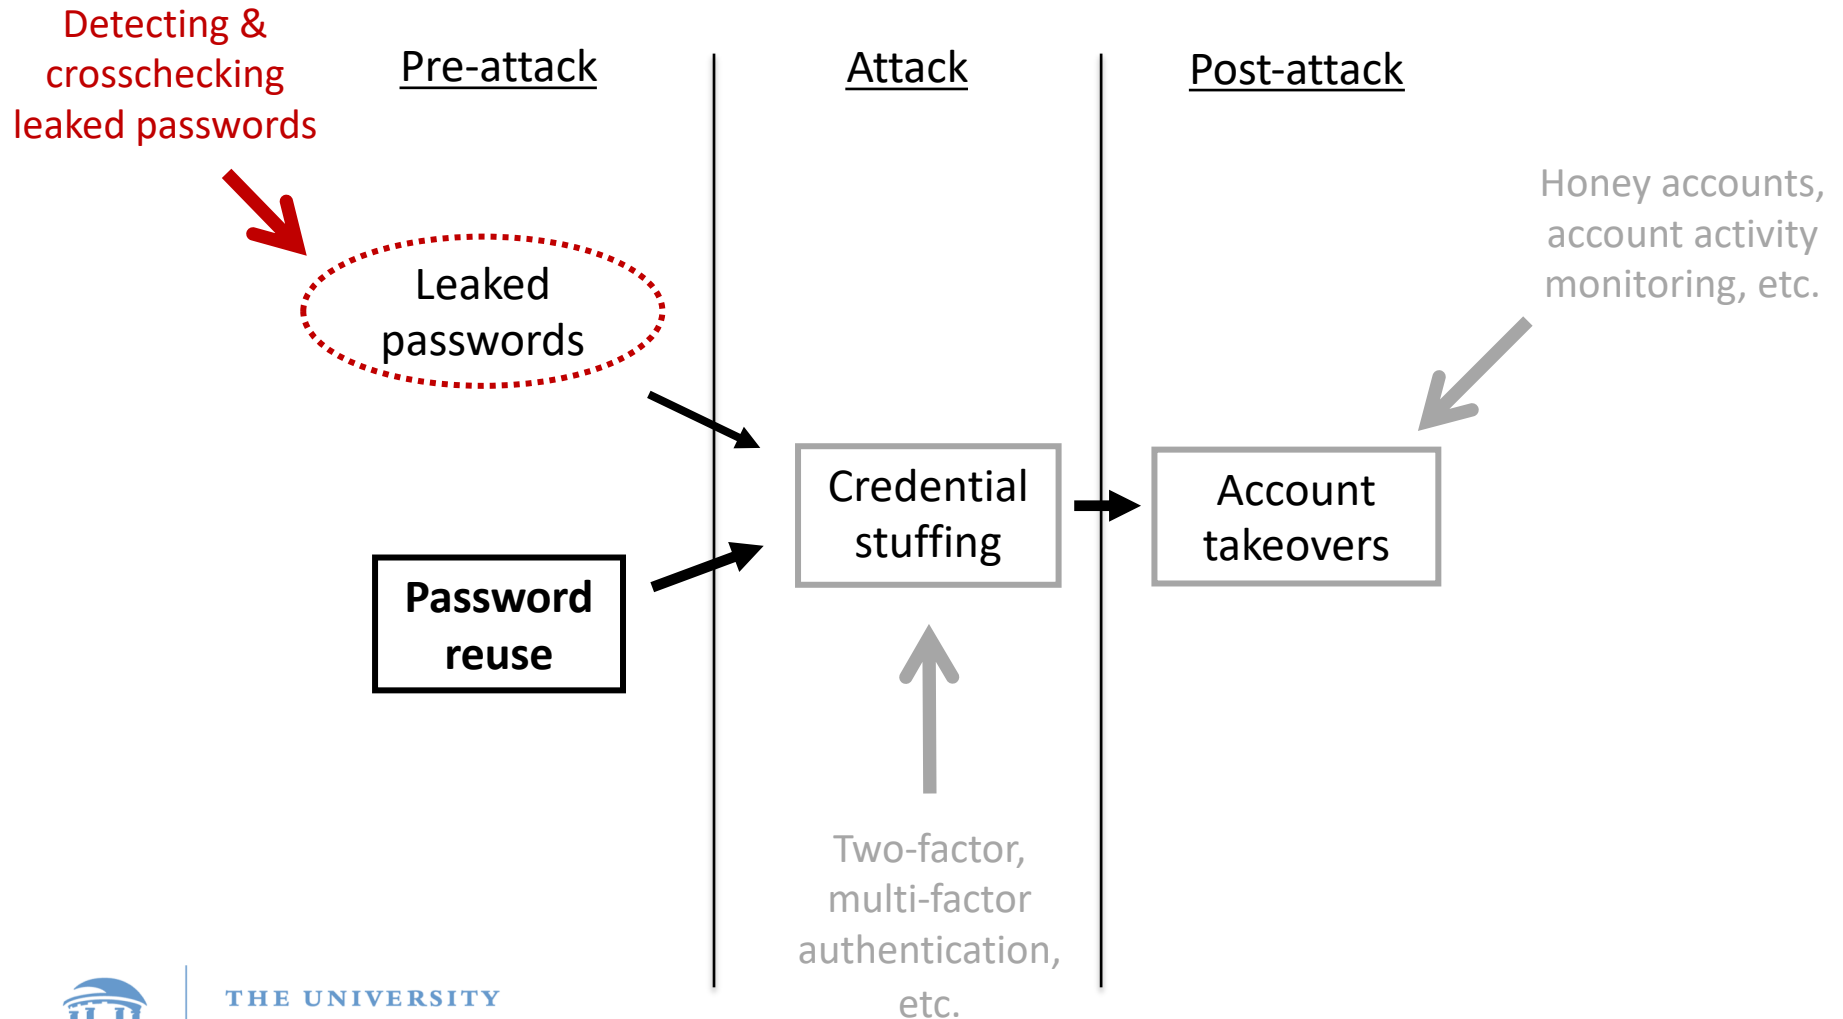 Detecting &
crosschecking
leaked passwords
Pre-attack
Attack
Post-attack
Honey accounts,
account activity
monitoring, etc.
Leaked
passwords
Credential
stuffing
Account
takeovers
Password
reuse
Two-factor,
multi-factor
authentication,
etc.
THE UNIVERSITY